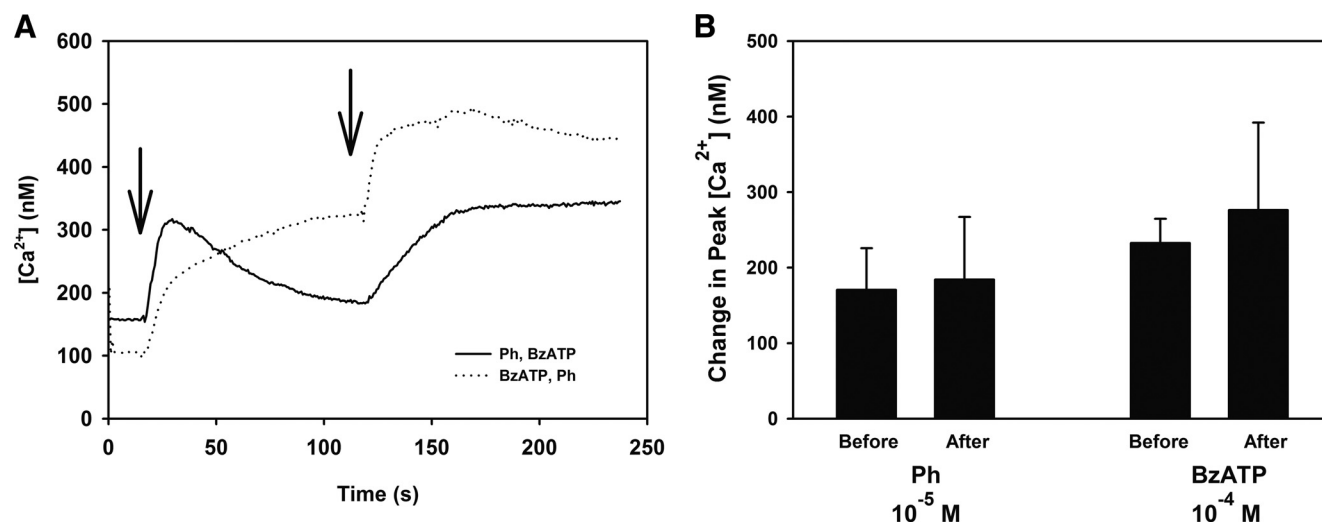 A
600
500
400
300
200
100
0
[Ca²⁺] (nM)
0 50 100 150 200 250
Time (s)
Ph, BzATP
BzATP, Ph
B
500
400
300
200
100
0
Change in Peak [Ca²⁺] (nM)
Before After Before After
Ph BzATP
10⁻⁵ M 10⁻⁴ M